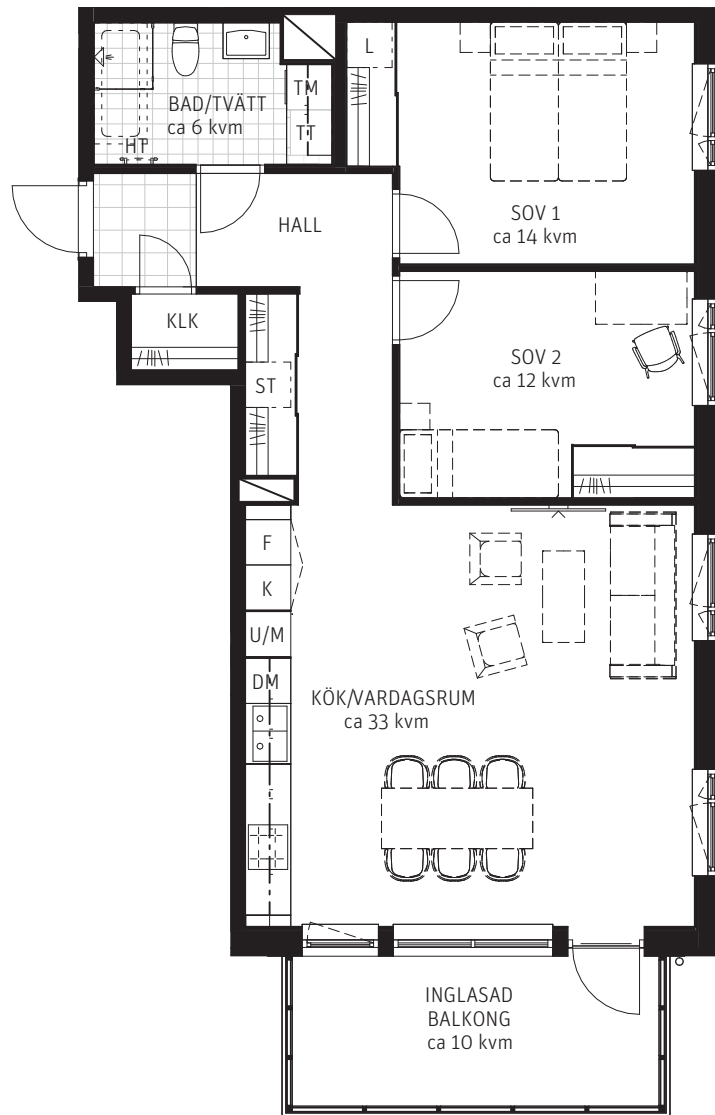 L
TM
BAD/TVÄTT
ca 6 kvm
TT
HT
SOV 1
ca 14 kvm
HALL
KLK
SOV 2
ca 12 kvm
ST
F
K
U/M
DM
KÖK/VARDAGSRUM
ca 33 kvm
INGLASAD
BALKONG
ca 10 kvm